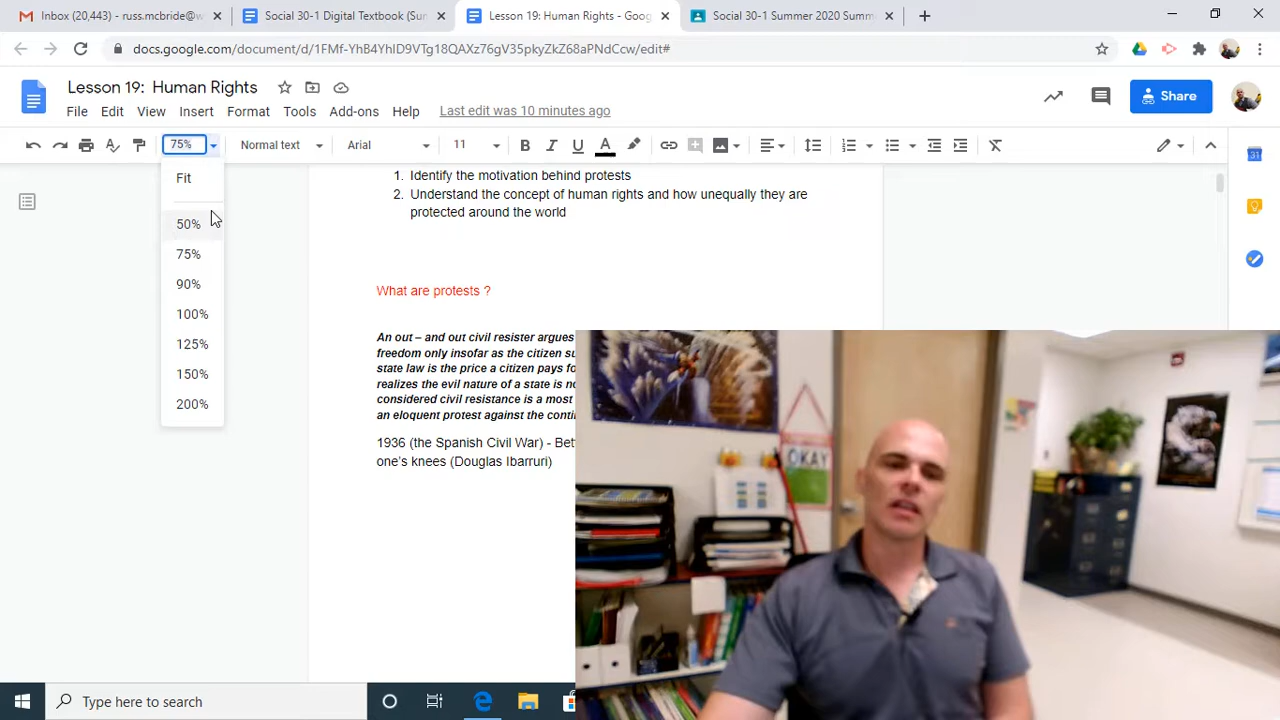 Inbox (20,443) - russ.mcbride@w
Social 30-1 Digital Textbook (Sum
Lesson 19: Human Rights - Goog
Social 30-1 Summer 2020 Summ
docs.google.com/document/d/1FMf-YhB4YhID9VTg18QAXz76gV35pkyZkZ68aPNdCcw/edit#
Lesson 19: Human Rights
File Edit View Insert Format Tools Add-ons Help Last edit was 10 minutes ago
Share
75% Normal text Arial 11 B I U A
31
Fit
50%
75%
90%
100%
125%
150%
200%
1. Identify the motivation behind protests
2. Understand the concept of human rights and how unequally they are
protected around the world
What are protests ?
An out – and out civil resister argues
freedom only insofar as the citizen su
state law is the price a citizen pays fo
realizes the evil nature of a state is no
considered civil resistance is a most
an eloquent protest against the conti
1936 (the Spanish Civil War) - Bett
one's knees (Douglas Ibarruri)
OKAY
Type here to search